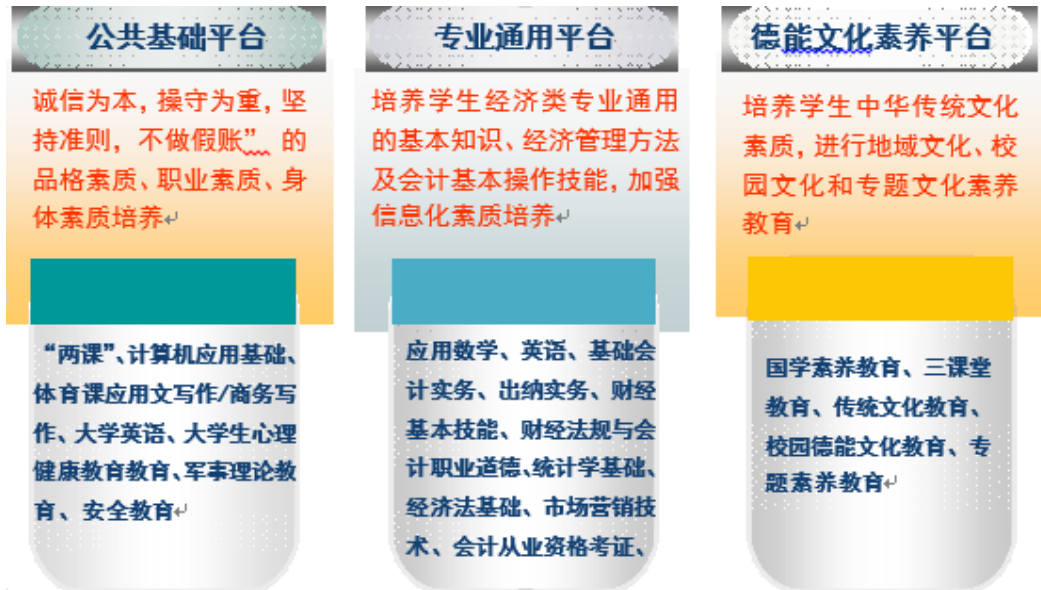 公共基础平台
诚信为本，操守为重，坚
持准则，不做假账”的
品格素质、职业素质、身
体素质培养
“两课”、计算机应用基础、
体育课应用文写作/商务写
作、大学英语、大学生心理
健康教育教育、军事理论教
育、安全教育
专业通用平台
培养学生经济类专业通用
的基本知识、经济管理方法
及会计基本操作技能，加强
信息化素质培养
应用数学、英语、基础会
计实务、出纳实务、财经
基本技能、财经法规与会
计职业道德、统计学基础、
经济法基础、市场营销技
术、会计从业资格考证、
德能文化素养平台
培养学生中华传统文化
素质，进行地域文化、校
园文化和专题文化素养
教育
国学素养教育、三课堂
教育、传统文化教育、
校园德能文化教育、专
题素养教育